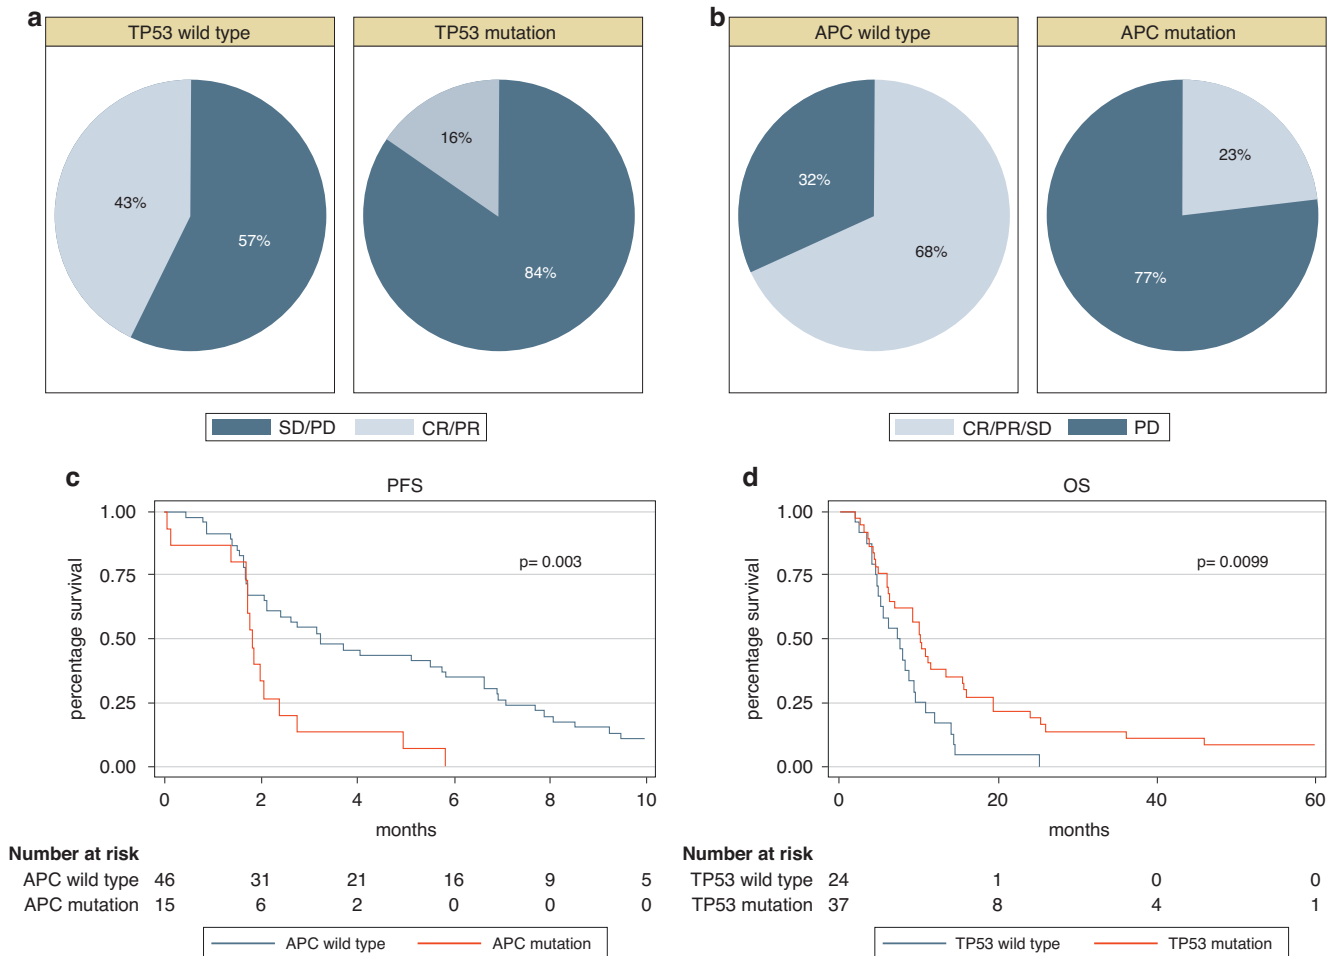 a
TP53 wild type
TP53 mutation
43%
57%
16%
84%
SD/PD CR/PR
b
APC wild type
APC mutation
32%
68%
23%
77%
CR/PR/SD PD
c
PFS
percentage survival
1.00
0.75
0.50
0.25
0.00
p= 0.003
0 2 4 6 8 10
months
Number at risk
APC wild type 46 31 21 16 9 5
APC mutation 15 6 2 0 0 0
APC wild type APC mutation
d
OS
percentage survival
1.00
0.75
0.50
0.25
0.00
p= 0.0099
0 20 40 60
months
Number at risk
TP53 wild type 24 1 0 0
TP53 mutation 37 8 4 1
TP53 wild type TP53 mutation